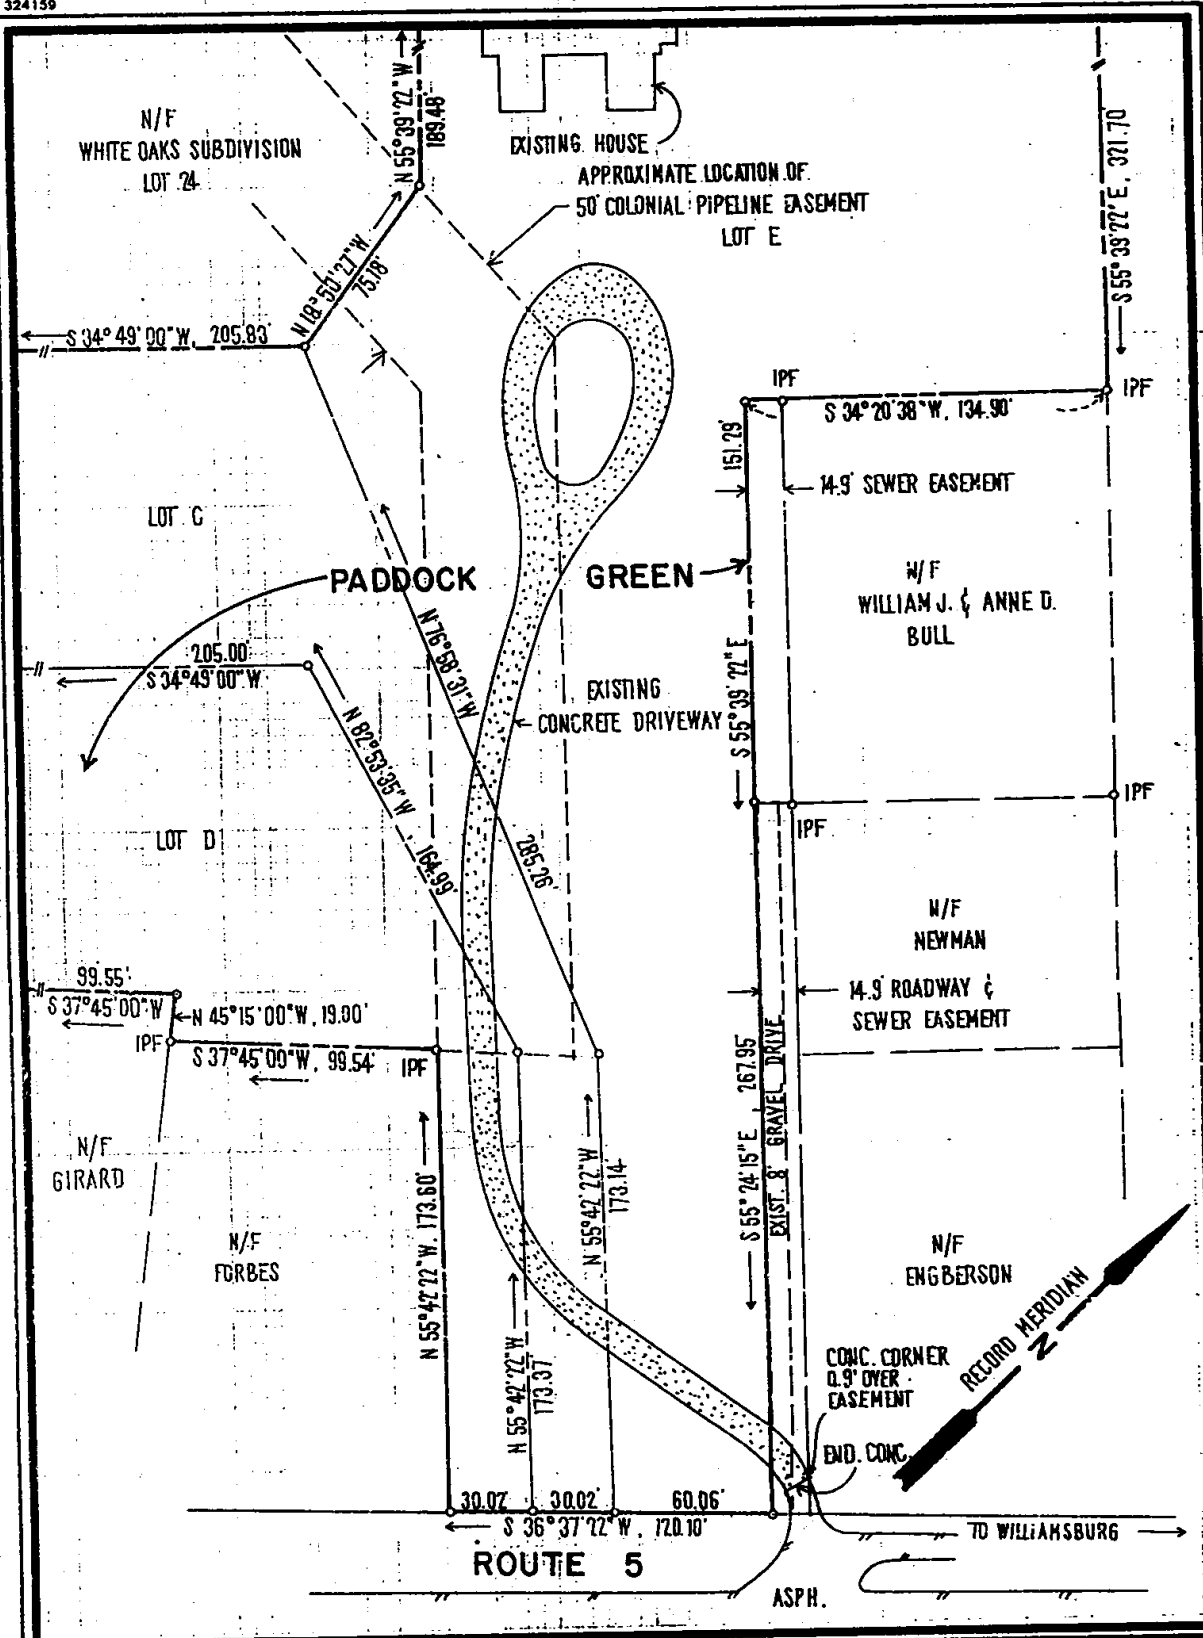 324159
N/F
WHITE OAKS SUBDIVISION
LOT 24
N 55°39'22"W
189.48'
EXISTING HOUSE
APPROXIMATE LOCATION OF
50' COLONIAL PIPELINE EASEMENT
LOT E
S 55°39'22"E, 321.70'
N 18°50'27"W
75.18'
S 34°49'00"W, 205.83'
IPF
IPF
S 34°20'38"W, 134.90'
151.29'
14.9' SEWER EASEMENT
LOT C
PADDOCK GREEN
N/F
WILLIAM J. & ANNE D.
BULL
N 76°58'31"W
285.26'
205.00'
S 34°49'00"W
EXISTING
CONCRETE DRIVEWAY
S 55°39'22"E
N 82°53'35"W
164.99'
IPF
IPF
LOT D
N/F
NEWMAN
99.55'
S 37°45'00"W
N 45°15'00"W, 19.00'
14.9' ROADWAY &
SEWER EASEMENT
IPF
S 37°45'00"W, 99.54'
IPF
S 55°24'15"E, 267.95
EXIST. 8' GRAVEL DRIVE
N/F
GIRARD
N 55°42'22"W, 173.60'
N 55°42'22"W
173.14'
N/F
FORBES
N/F
ENGBERSON
RECORD MERIDIAN
N
N 55°42'22"W
173.37'
CONC. CORNER
0.9' OVER
EASEMENT
END. CONC.
30.02' 30.02' 60.06'
S 36°37'22"W, 120.10'
TO WILLIAMSBURG
ROUTE 5
ASPH.